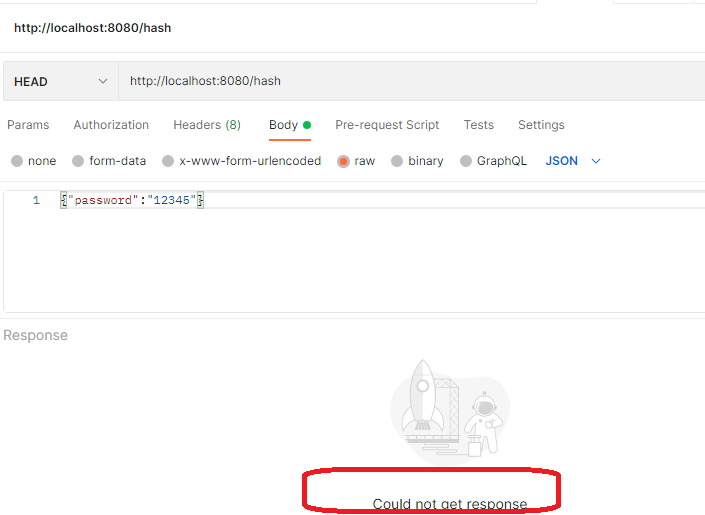 http://localhost:8080/hash
HEAD http://localhost:8080/hash
Params Authorization Headers (8) Body Pre-request Script Tests Settings
none form-data x-www-form-urlencoded raw binary GraphQL JSON
1 {"password":"12345"}
Response
Could not get response